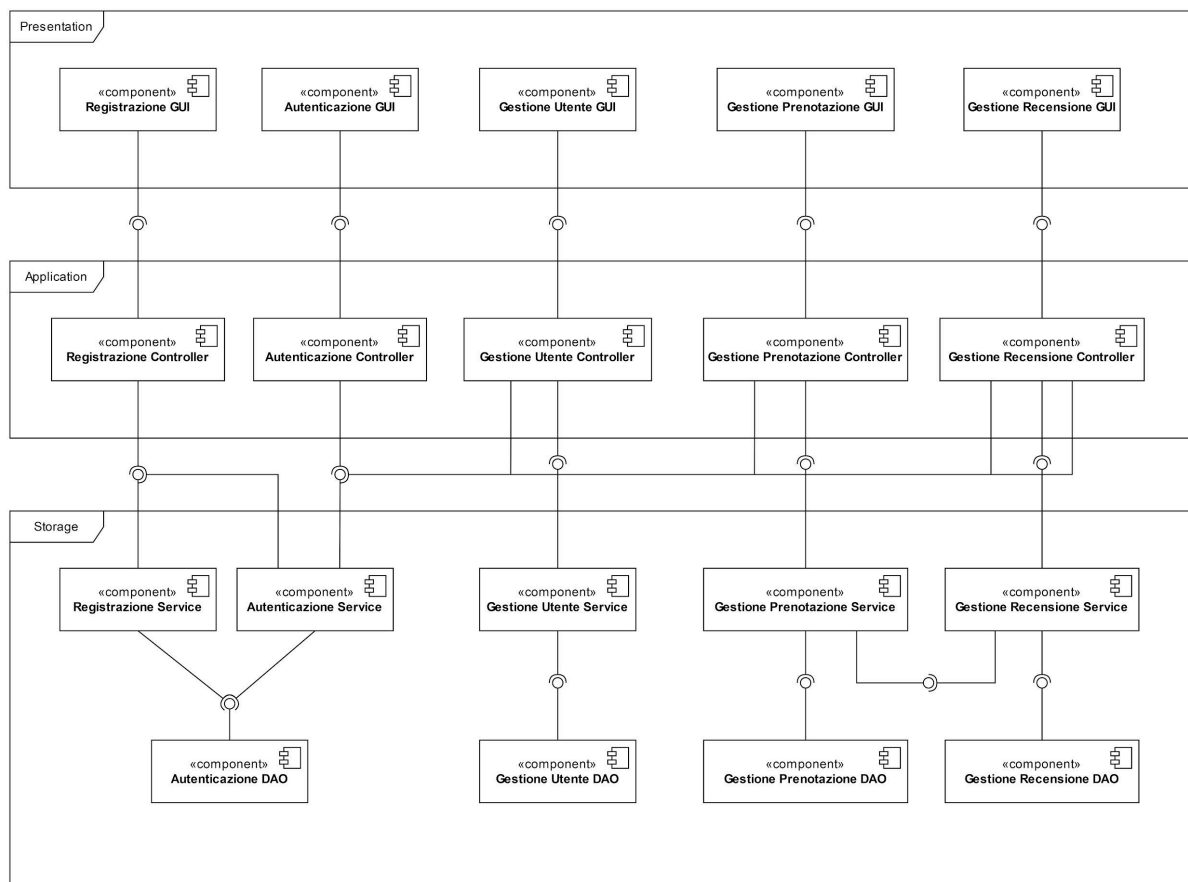 Presentation
«component»
Registrazione GUI
«component»
Autenticazione GUI
«component»
Gestione Utente GUI
«component»
Gestione Prenotazione GUI
«component»
Gestione Recensione GUI
Application
«component»
Registrazione Controller
«component»
Autenticazione Controller
«component»
Gestione Utente Controller
«component»
Gestione Prenotazione Controller
«component»
Gestione Recensione Controller
Storage
«component»
Registrazione Service
«component»
Autenticazione Service
«component»
Gestione Utente Service
«component»
Gestione Prenotazione Service
«component»
Gestione Recensione Service
«component»
Autenticazione DAO
«component»
Gestione Utente DAO
«component»
Gestione Prenotazione DAO
«component»
Gestione Recensione DAO